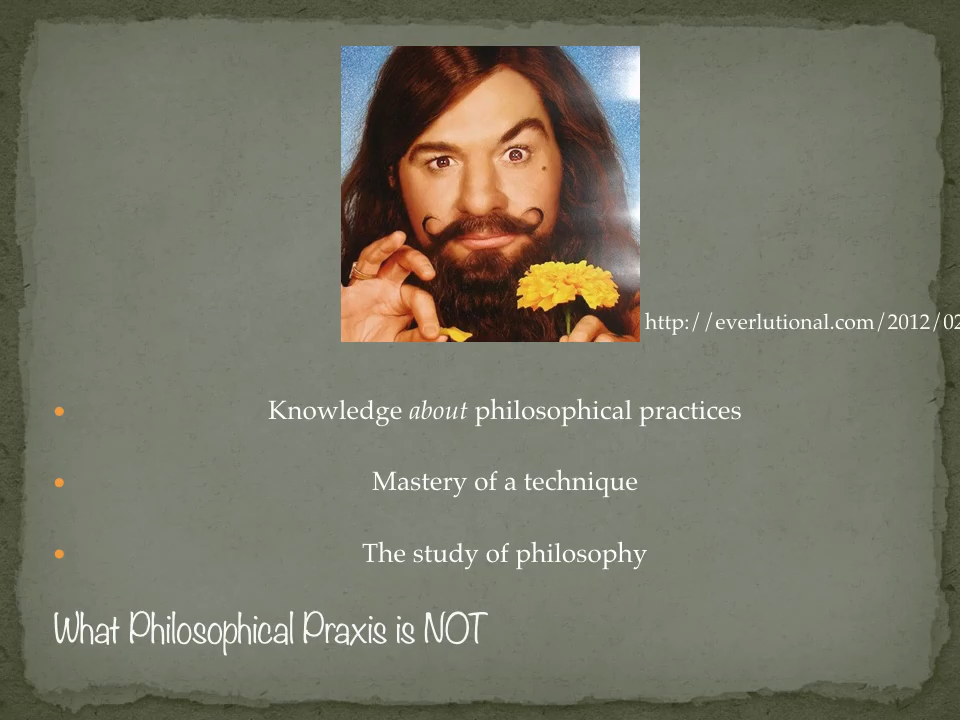 http://everlutional.com/2012/02
Knowledge about philosophical practices
Mastery of a technique
The study of philosophy
What Philosophical Praxis is NOT